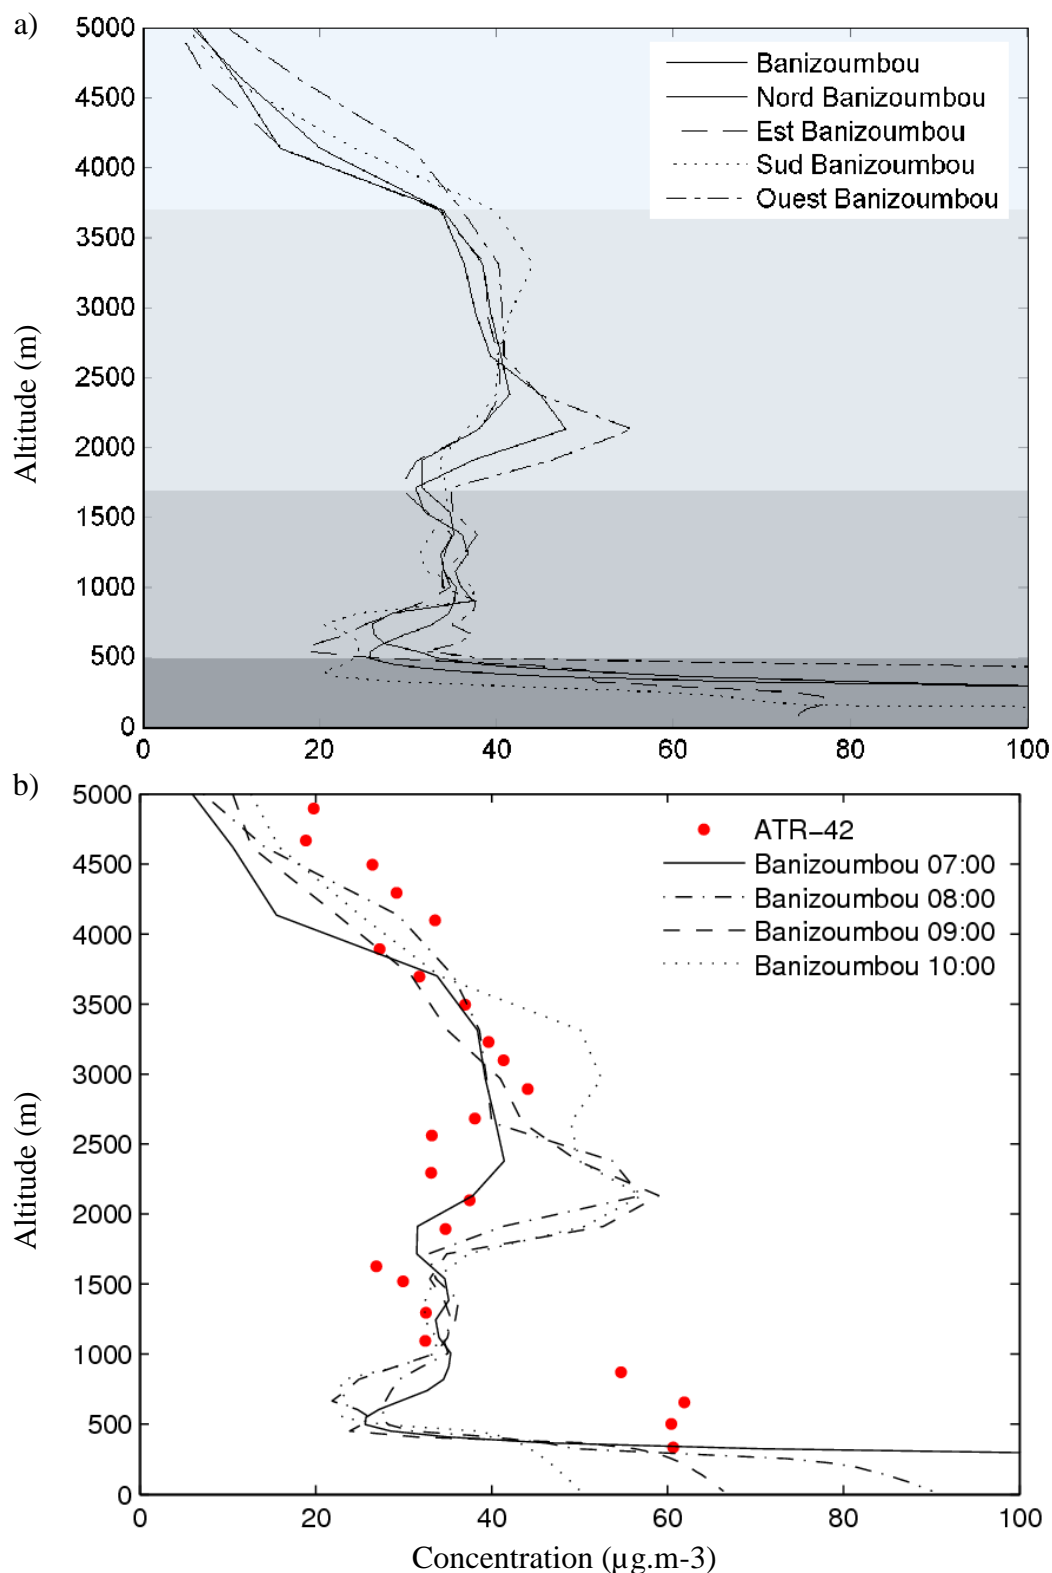 a)
5000
4500
4000
3500
3000
2500
2000
1500
1000
500
0
Altitude (m)
Banizoumbou
Nord Banizoumbou
Est Banizoumbou
Sud Banizoumbou
Ouest Banizoumbou
0 20 40 60 80 100
b)
5000
4500
4000
3500
3000
2500
2000
1500
1000
500
0
Altitude (m)
ATR-42
Banizoumbou 07:00
Banizoumbou 08:00
Banizoumbou 09:00
Banizoumbou 10:00
0 20 40 60 80 100
Concentration (µg.m-3)